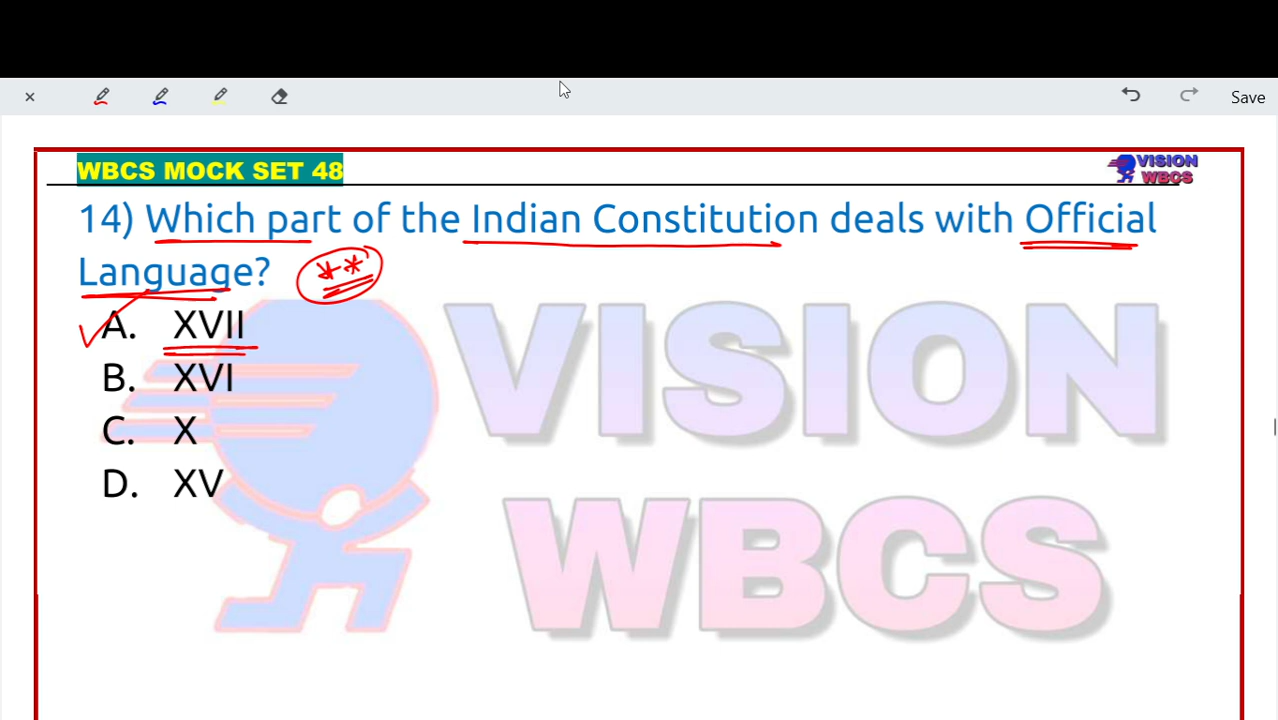 Save
WBCS MOCK SET 48
VISION
WBCS
14) Which part of the Indian Constitution deals with Official
Language? **
A. XVII
B. XVI
C. X
D. XV
VISION
WBCS